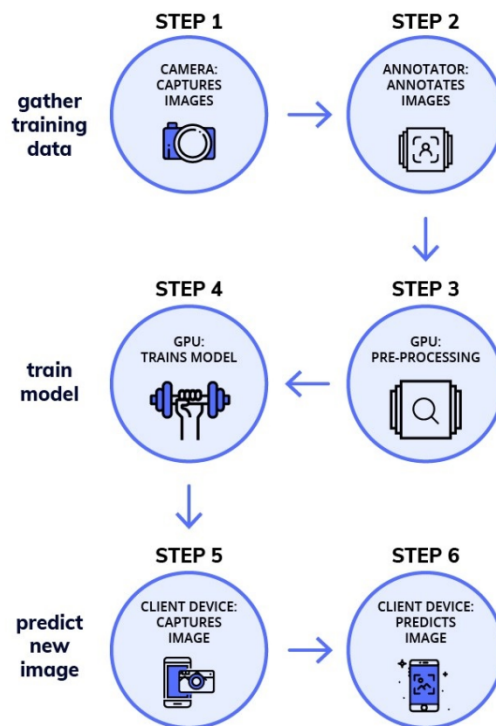 STEP 1
STEP 2
gather
training
data
CAMERA:
CAPTURES
IMAGES
ANNOTATOR:
ANNOTATES
IMAGES
STEP 4
STEP 3
train
model
GPU:
TRAINS MODEL
GPU:
PRE-PROCESSING
STEP 5
STEP 6
predict
new
image
CLIENT DEVICE:
CAPTURES
IMAGE
CLIENT DEVICE:
PREDICTS
IMAGE